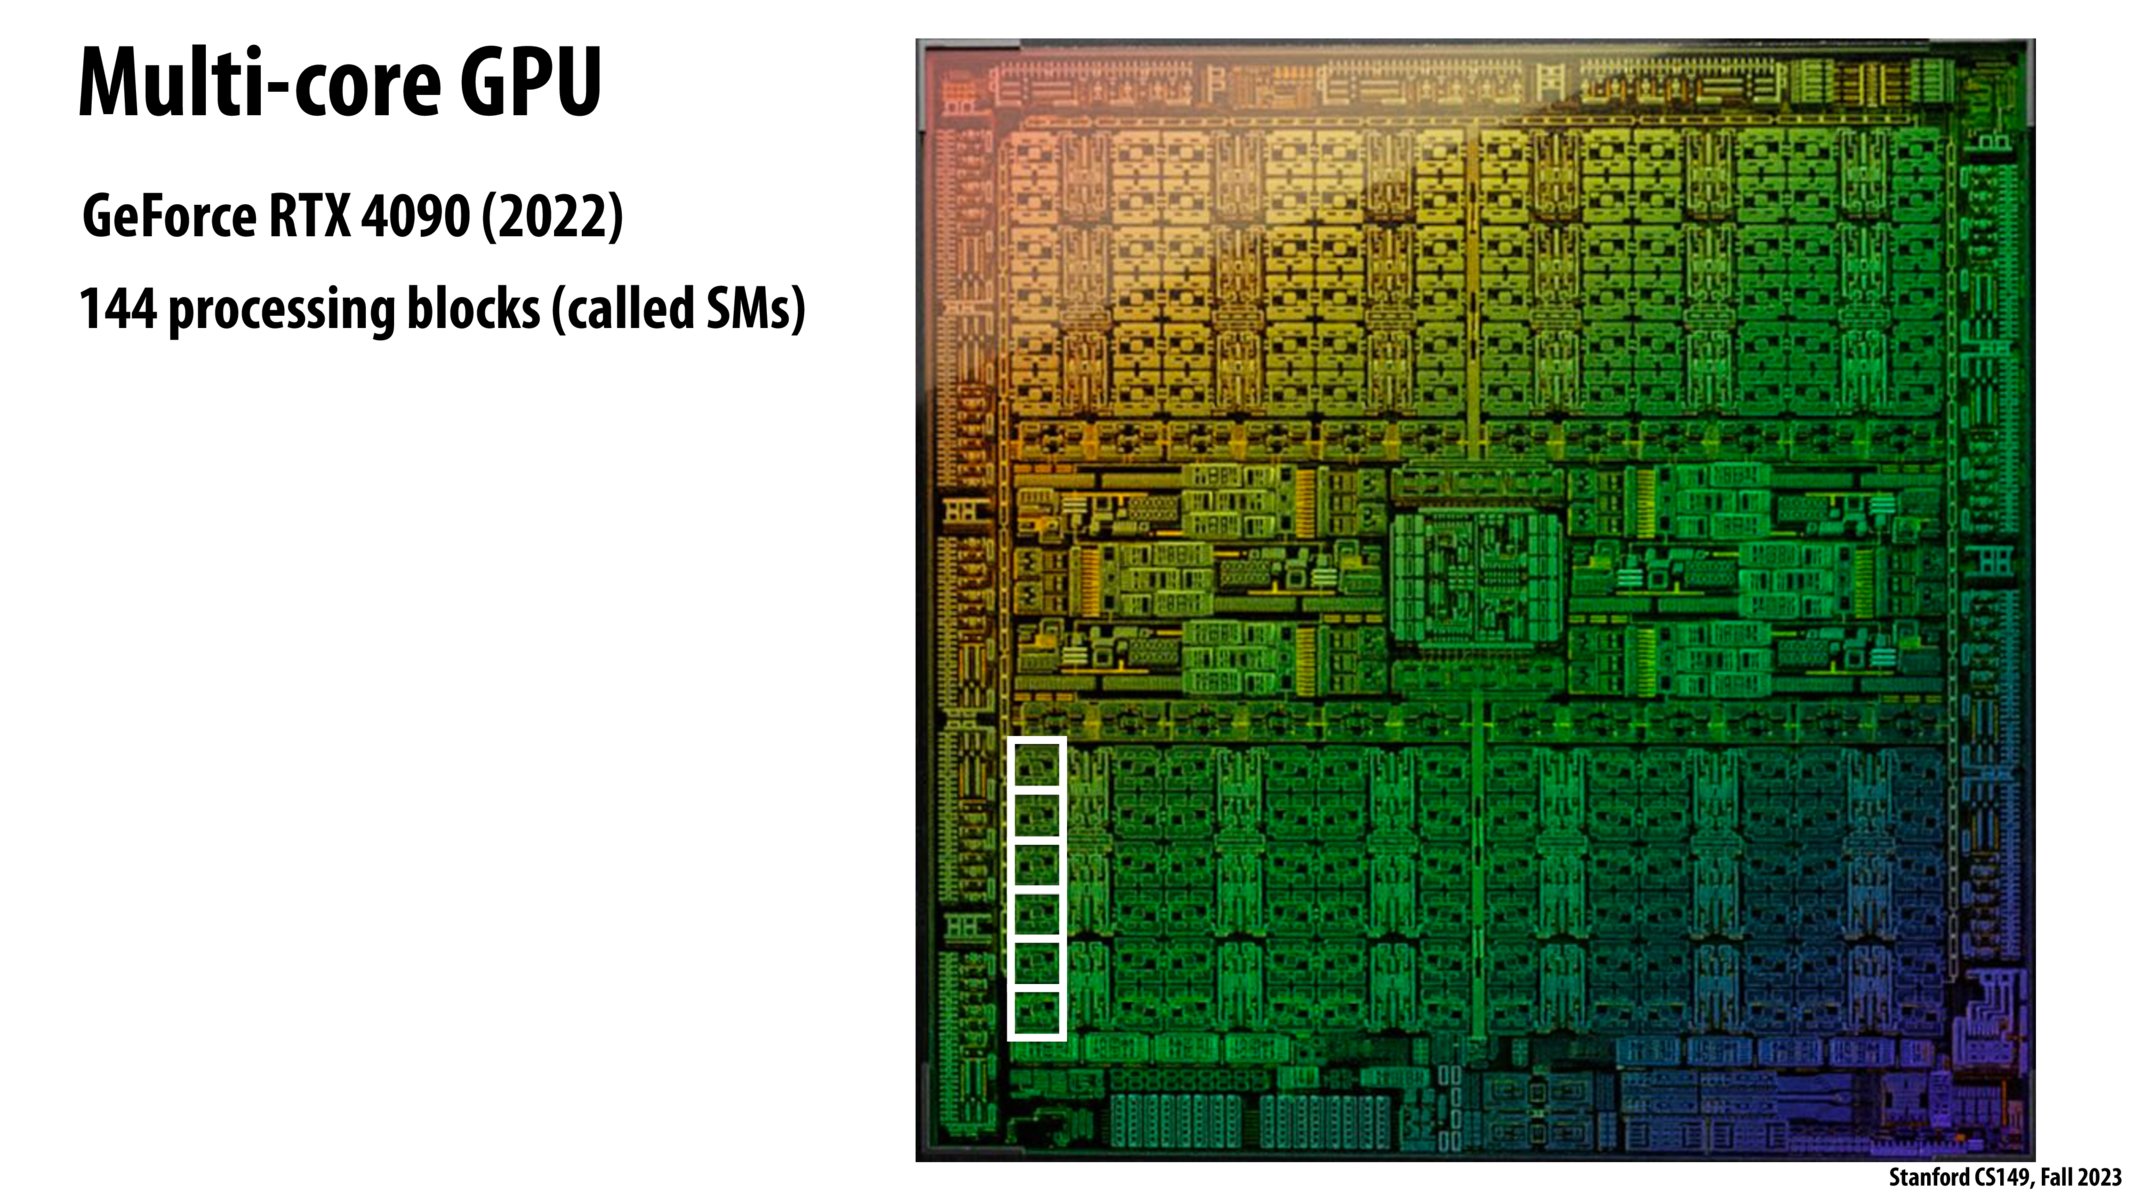 Multi-core GPU
GeForce RTX 4090 (2022)
144 processing blocks (called SMs)
Stanford CS149, Fall 2023